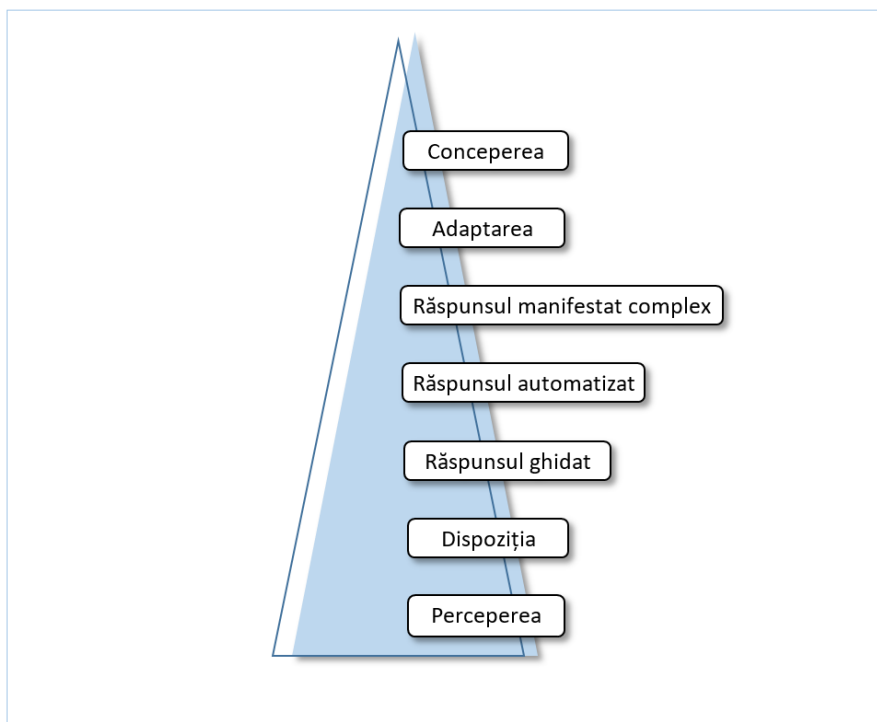 Conceperea
Adaptarea
Răspunsul manifestat complex
Răspunsul automatizat
Răspunsul ghidat
Dispoziția
Perceperea